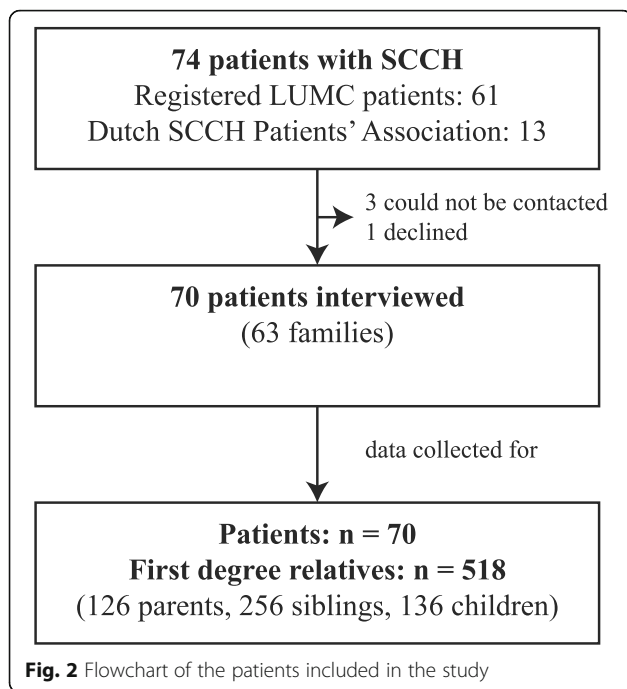 74 patients with SCCH
Registered LUMC patients: 61
Dutch SCCH Patients’ Association: 13
3 could not be contacted
1 declined
70 patients interviewed
(63 families)
data collected for
Patients: n = 70
First degree relatives: n = 518
(126 parents, 256 siblings, 136 children)
Fig. 2 Flowchart of the patients included in the study